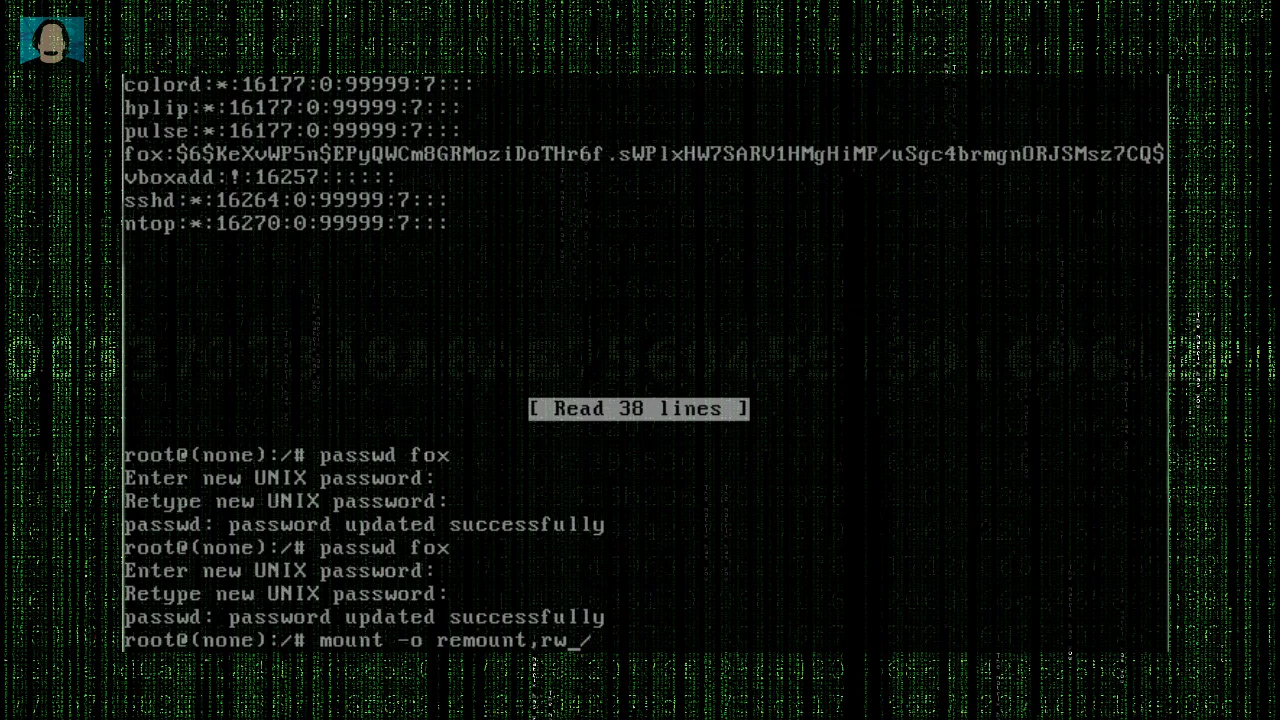 colord:*:16177:0:99999:7:::
hplip:*:16177:0:99999:7:::
pulse:*:16177:0:99999:7:::
fox:$6$KeXvWP5n$EPyQWCm8GRMoziDoTHr6f.sWPlxHW7SARV1HMgHiMP/uSgc4brmgnORJSMsz7CQ$
vboxadd:!:16257::::::
sshd:*:16264:0:99999:7:::
ntop:*:16270:0:99999:7:::
[ Read 38 lines ]
root@(none):/# passwd fox
Enter new UNIX password:
Retype new UNIX password:
passwd: password updated successfully
root@(none):/# passwd fox
Enter new UNIX password:
Retype new UNIX password:
passwd: password updated successfully
root@(none):/# mount -o remount,rw_/